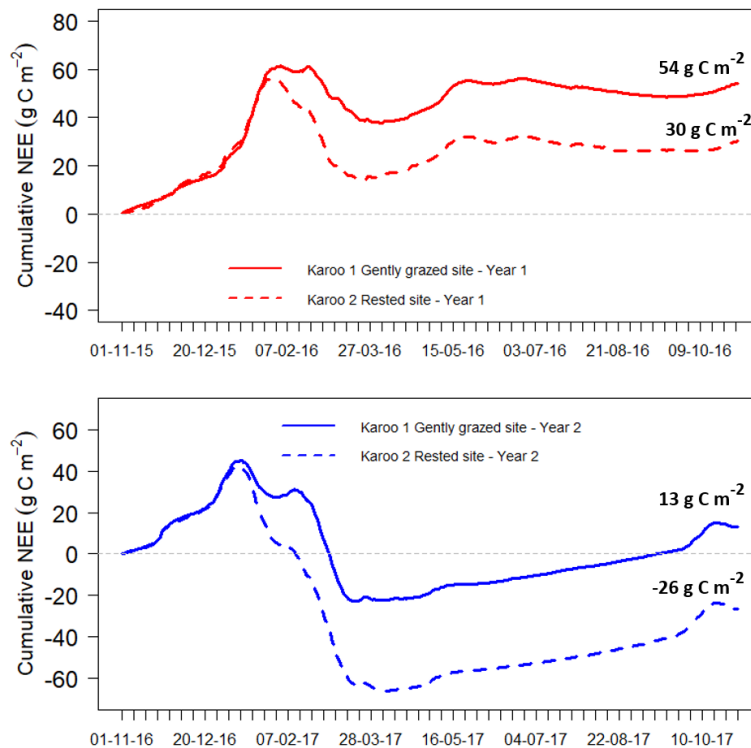 Cumulative NEE (g C m⁻²)
80
60
40
20
0
-20
-40
54 g C m⁻²
30 g C m⁻²
Karoo 1 Gently grazed site - Year 1
Karoo 2 Rested site - Year 1
01-11-15 20-12-15 07-02-16 27-03-16 15-05-16 03-07-16 21-08-16 09-10-16
Cumulative NEE (g C m⁻²)
60
40
20
0
-20
-40
-60
Karoo 1 Gently grazed site - Year 2
Karoo 2 Rested site - Year 2
13 g C m⁻²
-26 g C m⁻²
01-11-16 20-12-16 07-02-17 28-03-17 16-05-17 04-07-17 22-08-17 10-10-17